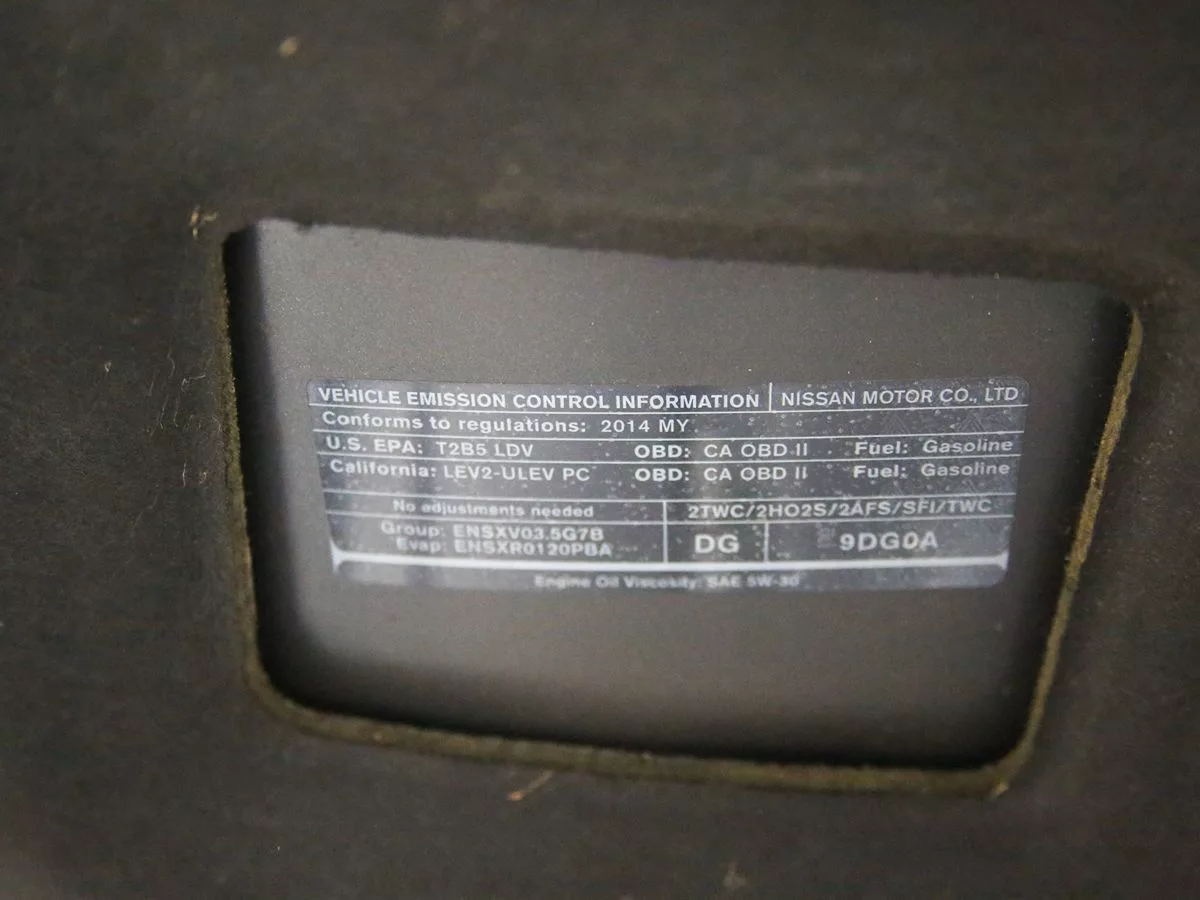 VEHICLE EMISSION CONTROL INFORMATION NISSAN MOTOR CO., LTD
Conforms to regulations: 2014 MY
U.S. EPA: T2B5 LDV OBD: CA OBD II Fuel: Gasoline
California: LEV2-ULEV PC OBD: CA OBD II Fuel: Gasoline
No adjustments needed 2TWC/2HO2S/2AFS/SFI/TWC
Group: ENSXV03.5G7B
Evap: ENSXR0120PBA
DG 9DG0A
Engine Oil Viscosity: SAE 5W-30